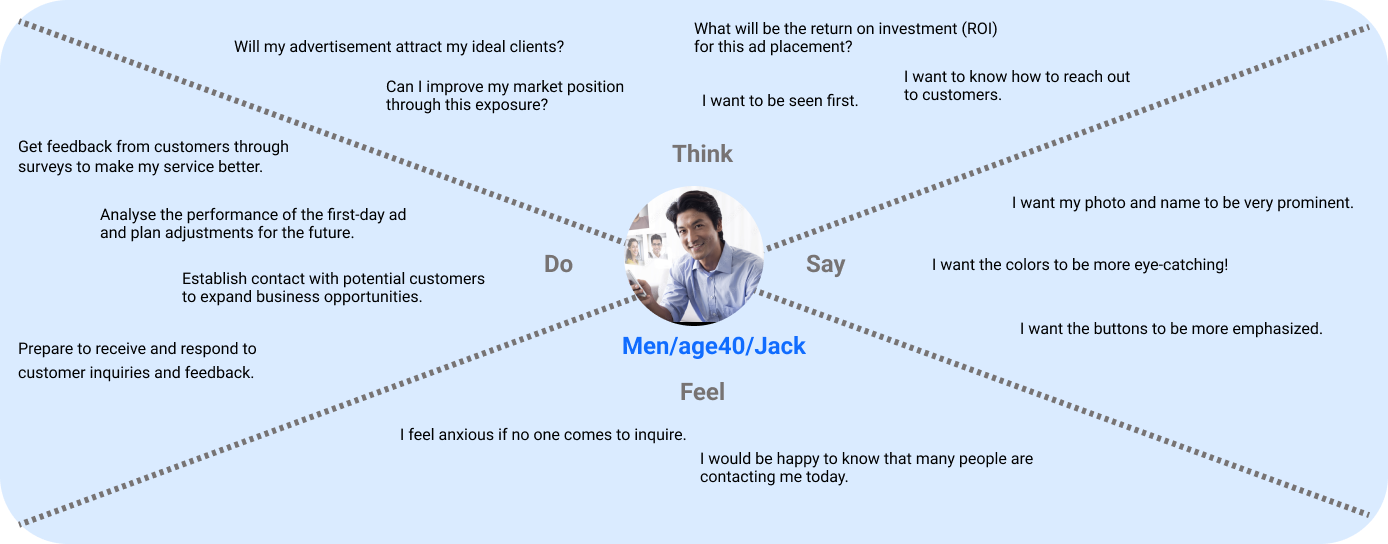 What will be the return on investment (ROI)
for this ad placement?
Will my advertisement attract my ideal clients?
I want to know how to reach out
to customers.
Can I improve my market position
through this exposure?
I want to be seen first.
Think
Get feedback from customers through
surveys to make my service better.
Analyse the performance of the first-day ad
and plan adjustments for the future.
Establish contact with potential customers
to expand business opportunities.
Prepare to receive and respond to
customer inquiries and feedback.
Do
Say
I want my photo and name to be very prominent.
I want the colors to be more eye-catching!
I want the buttons to be more emphasized.
Men/age40/Jack
Feel
I feel anxious if no one comes to inquire.
I would be happy to know that many people are
contacting me today.